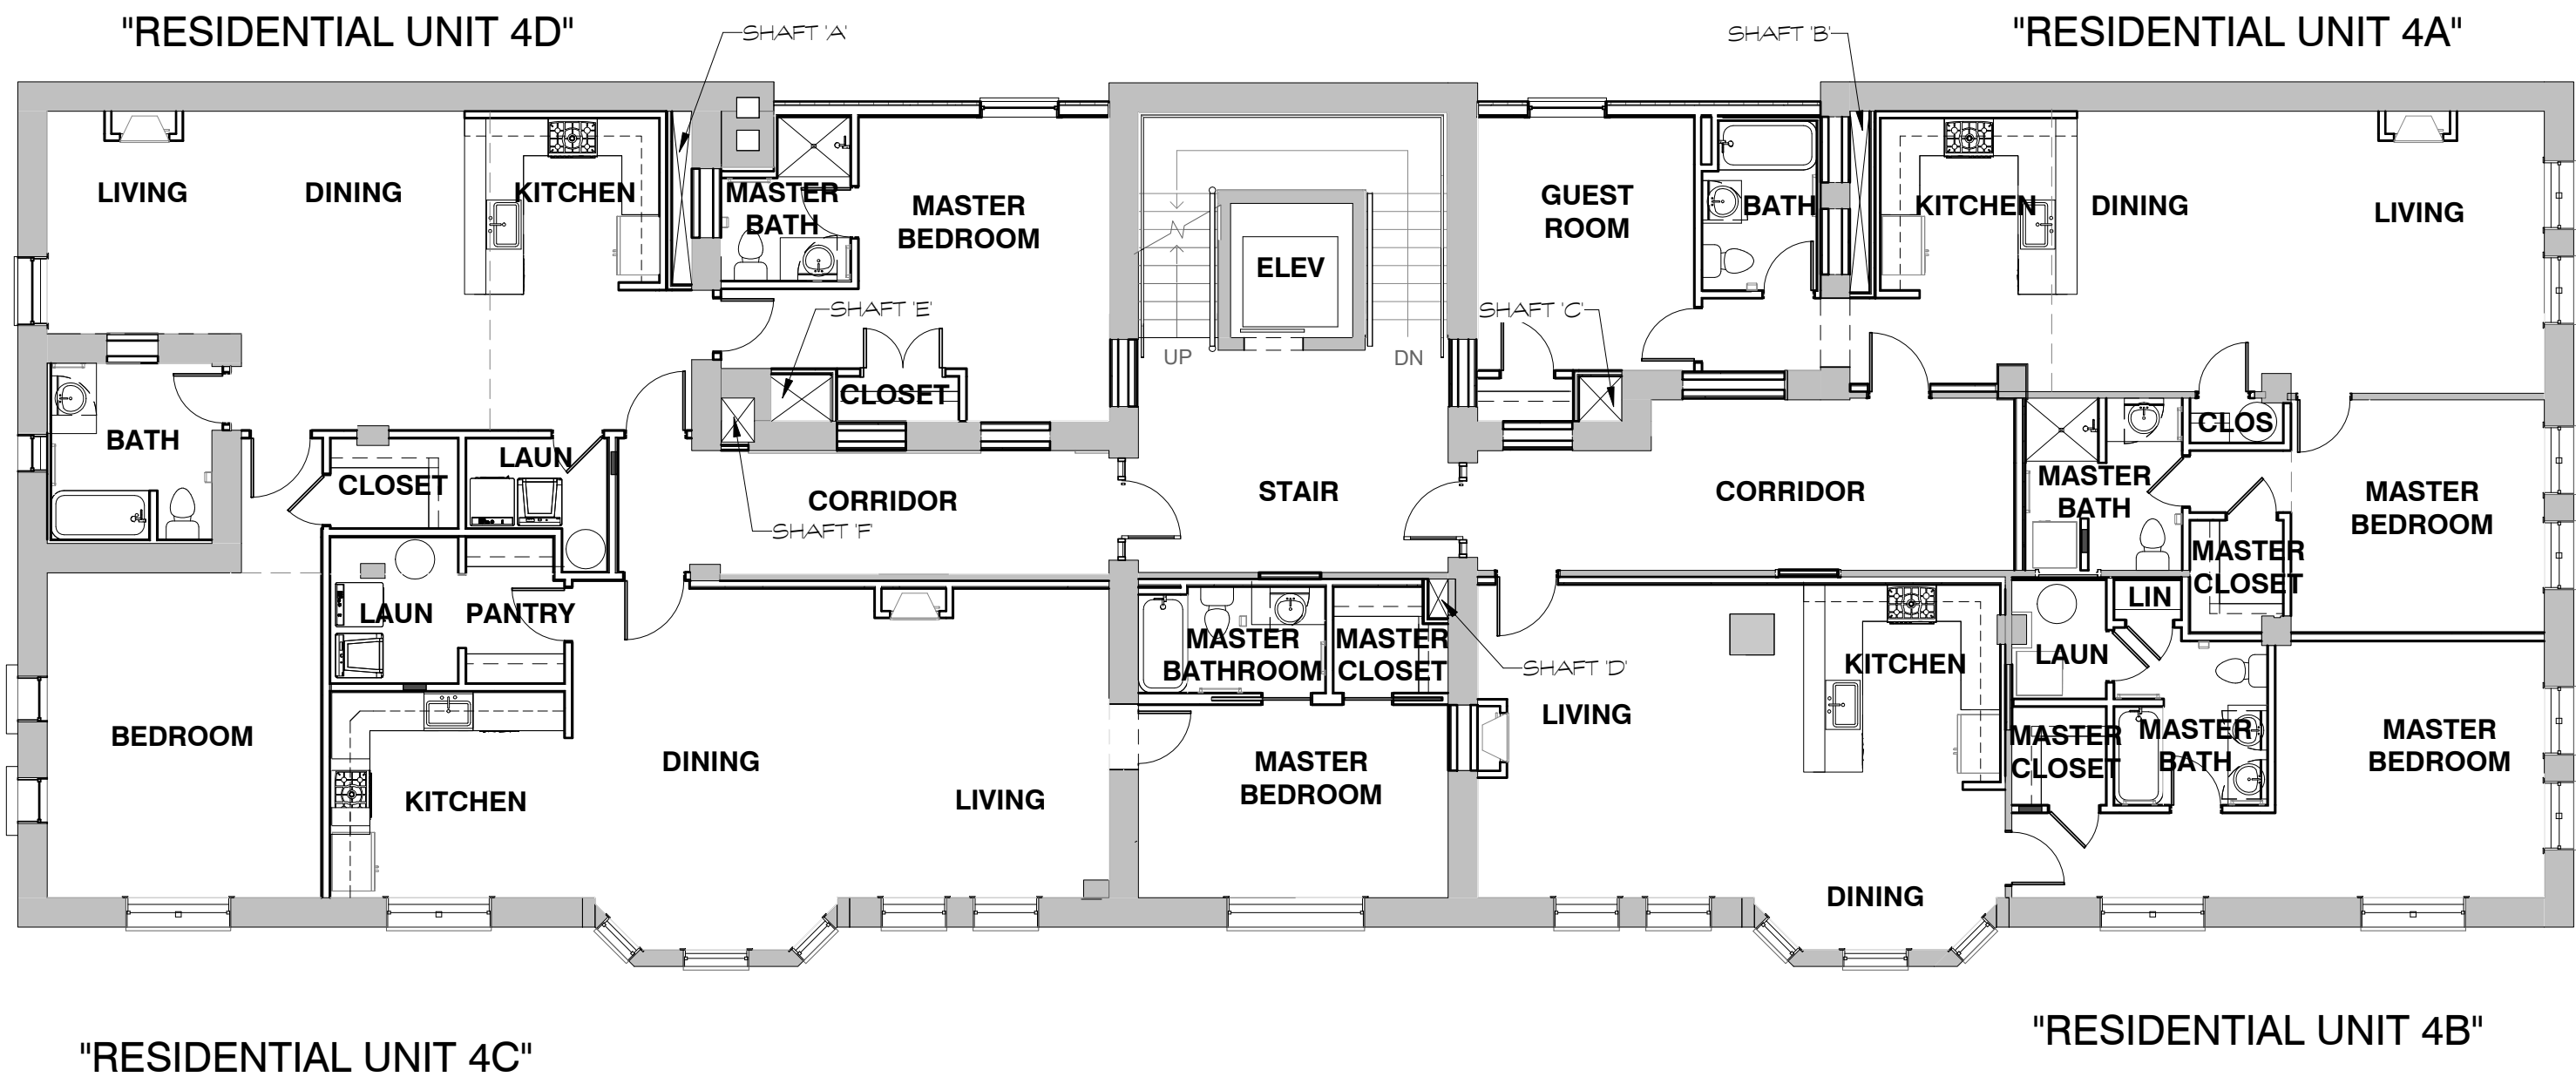 "RESIDENTIAL UNIT 4D"
SHAFT 'A'
SHAFT 'B'
"RESIDENTIAL UNIT 4A"
LIVING
DINING
KITCHEN
MASTER
BATH
MASTER
BEDROOM
ELEV
UP
DN
GUEST
ROOM
BATH
KITCHEN
DINING
LIVING
SHAFT 'E'
SHAFT 'C'
CLOSET
BATH
CLOSET
LAUN
CORRIDOR
SHAFT 'F'
STAIR
CORRIDOR
CLOS
MASTER
BATH
MASTER
BEDROOM
MASTER
CLOSET
LAUN
PANTRY
MASTER
BATHROOM
MASTER
CLOSET
SHAFT 'D'
KITCHEN
LIN
LAUN
BEDROOM
KITCHEN
DINING
LIVING
MASTER
BEDROOM
LIVING
DINING
MASTER
CLOSET
MASTER
BATH
MASTER
BEDROOM
"RESIDENTIAL UNIT 4C"
"RESIDENTIAL UNIT 4B"